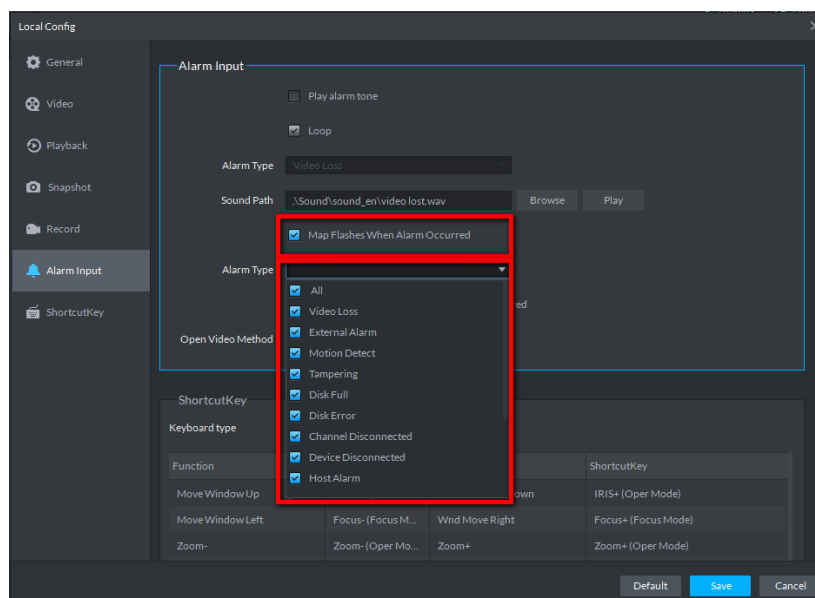 Local Config
General
Video
Playback
Snapshot
Record
Alarm Input
ShortcutKey
Alarm Input
Play alarm tone
Loop
Alarm Type Video Loss
Sound Path .\Sound\sound_en\video lost.wav Browse Play
Map Flashes When Alarm Occurred
Alarm Type
All
Video Loss
External Alarm
Motion Detect
Tampering
Disk Full
Disk Error
Channel Disconnected
Device Disconnected
Host Alarm
Open Video Method
ShortcutKey
Keyboard type
Function ShortcutKey
Move Window Up own IRIS+ (Oper Mode)
Move Window Left Focus- (Focus M... Wnd Move Right Focus+ (Focus Mode)
Zoom- Zoom- (Oper Mo... Zoom+ Zoom+ (Oper Mode)
Default Save Cancel